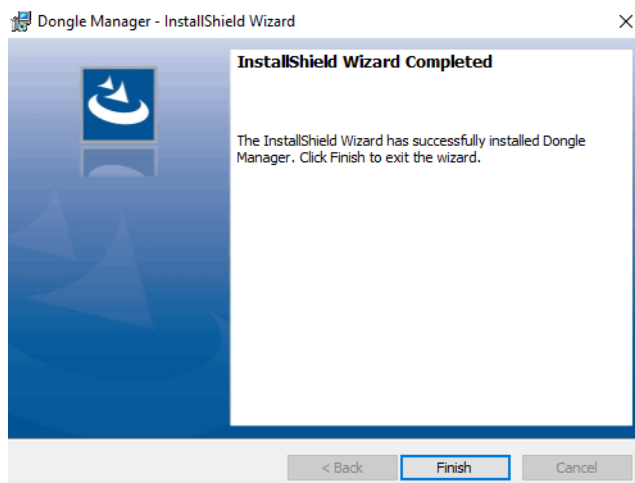 Dongle Manager - InstallShield Wizard
InstallShield Wizard Completed
The InstallShield Wizard has successfully installed Dongle
Manager. Click Finish to exit the wizard.
< Back Finish Cancel